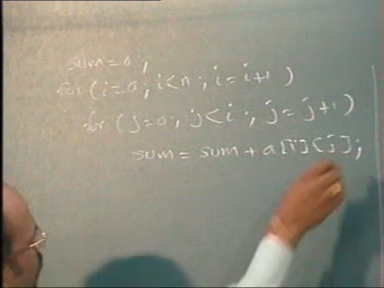 sum=0;
for (i=0; i<n; i=i+1)
for (j=0; j<i; j=j+1)
sum = sum + a[i][j];